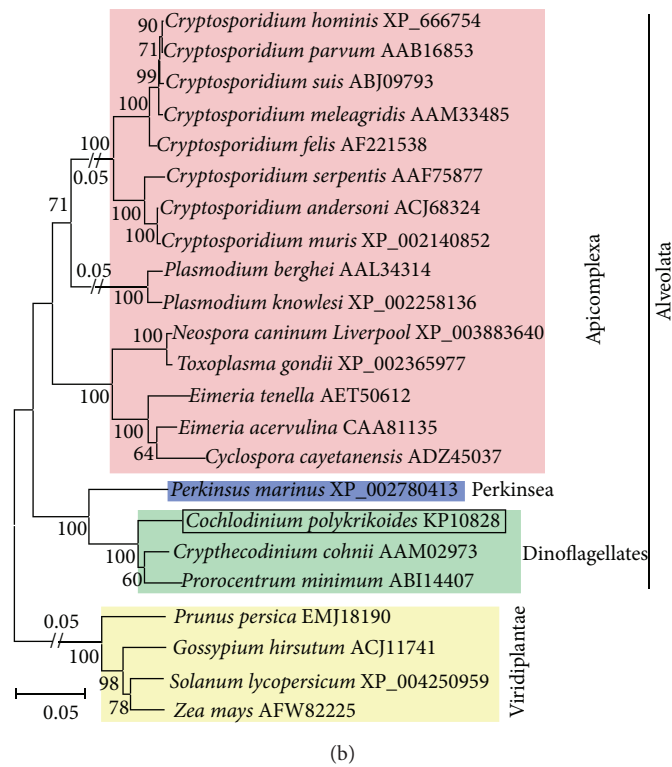 90
Cryptosporidium hominis XP_666754
71
Cryptosporidium parvum AAB16853
99
Cryptosporidium suis ABJ09793
100
Cryptosporidium meleagridis AAM33485
100
Cryptosporidium felis AF221538
0.05
Cryptosporidium serpentis AAF75877
71
100
Cryptosporidium andersoni ACJ68324
100
Cryptosporidium muris XP_002140852
0.05
Plasmodium berghei AAL34314
100
Plasmodium knowlesi XP_002258136
100
Neospora caninum Liverpool XP_003883640
Toxoplasma gondii XP_002365977
100
Eimeria tenella AET50612
100
Eimeria acervulina CAA81135
64
Cyclospora cayetanensis ADZ45037
Apicomplexa
Alveolata
Perkinsus marinus XP_002780413 Perkinsea
100
Cochlodinium polykrikoides KP10828
100
Crypthecodinium cohnii AAM02973
Dinoflagellates
60
Prorocentrum minimum ABI14407
0.05
Prunus persica EMJ18190
100
Gossypium hirsutum ACJ11741
98
Solanum lycopersicum XP_004250959
78
Zea mays AFW82225
Viridiplantae
0.05
(b)